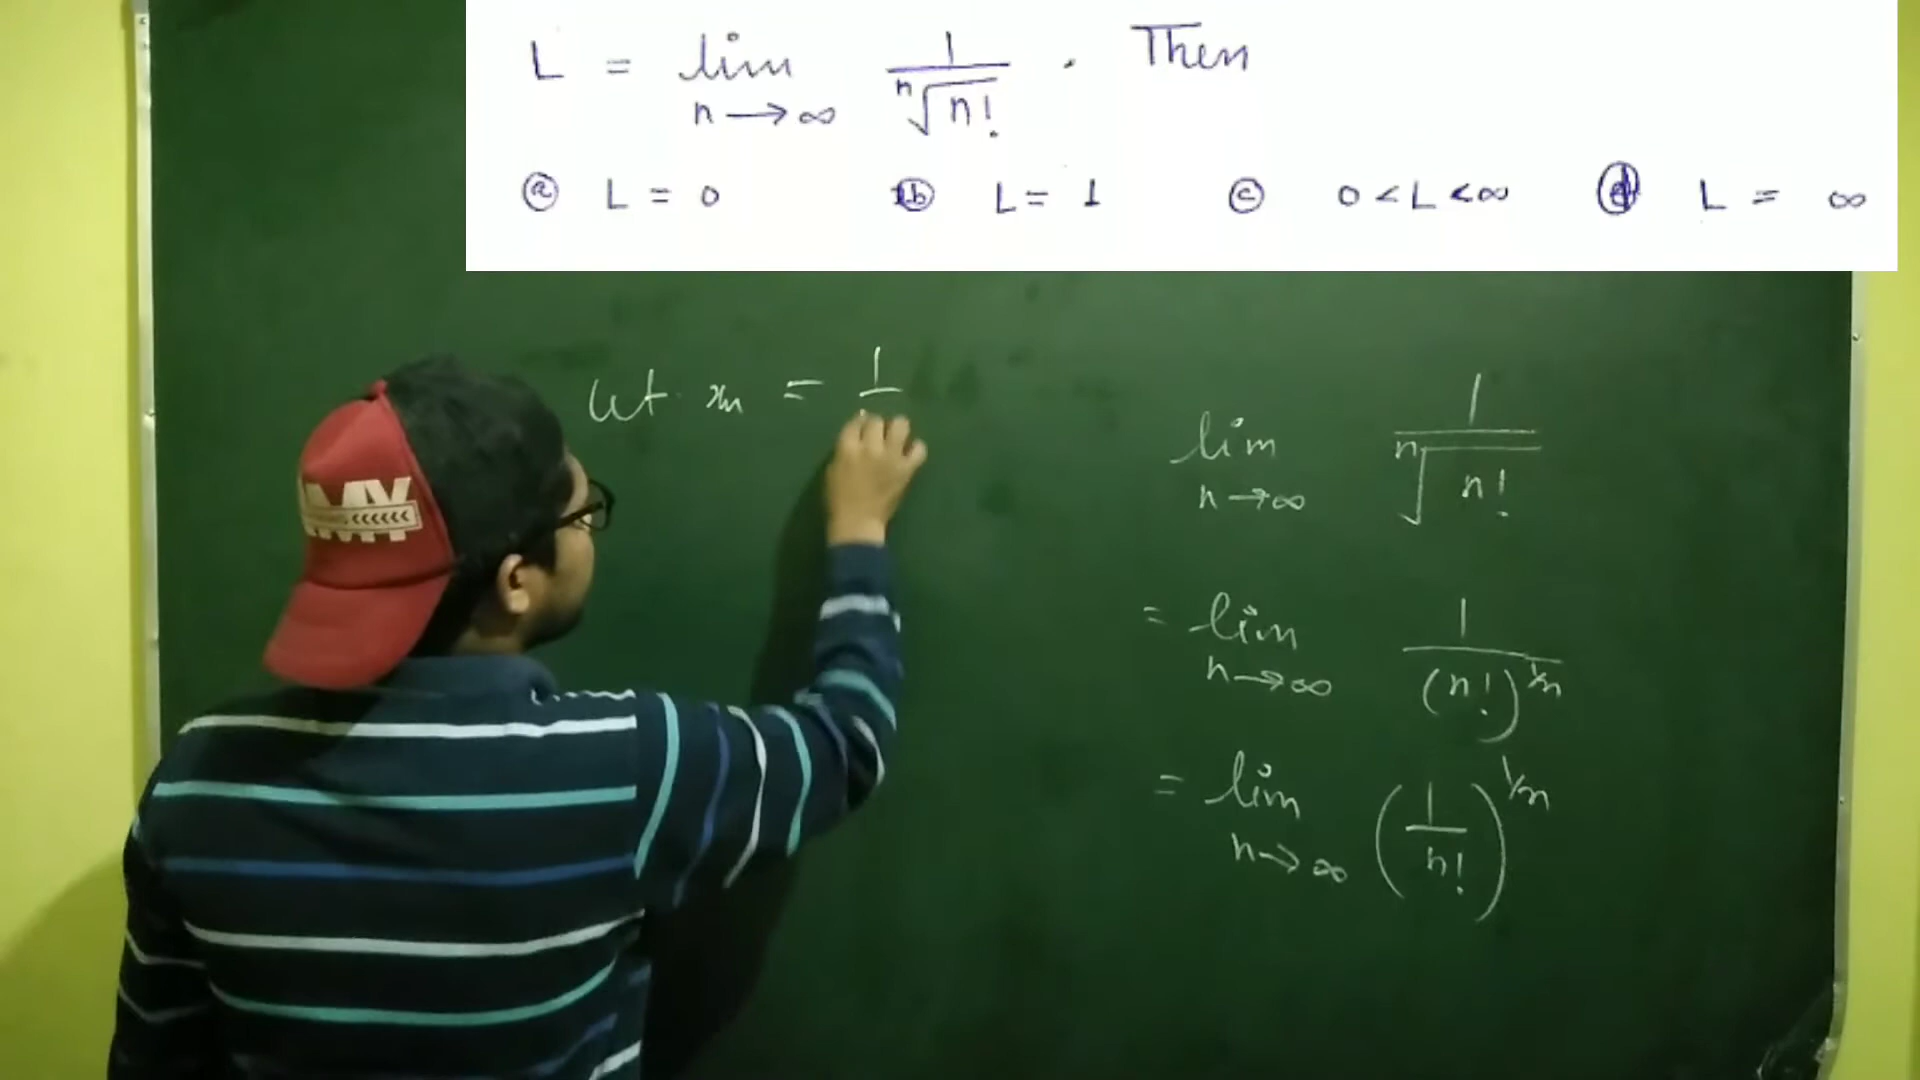 L = lim n→∞ 1/ⁿ√n! . Then
ⓐ L = 0 ⓑ L = 1 ⓒ 0 < L < ∞ ⓓ L = ∞
Let xn = 1
lim n→∞ 1/ⁿ√n!
= lim n→∞ 1/(n!)^1/n
= lim n→∞ (1/n!)^1/n